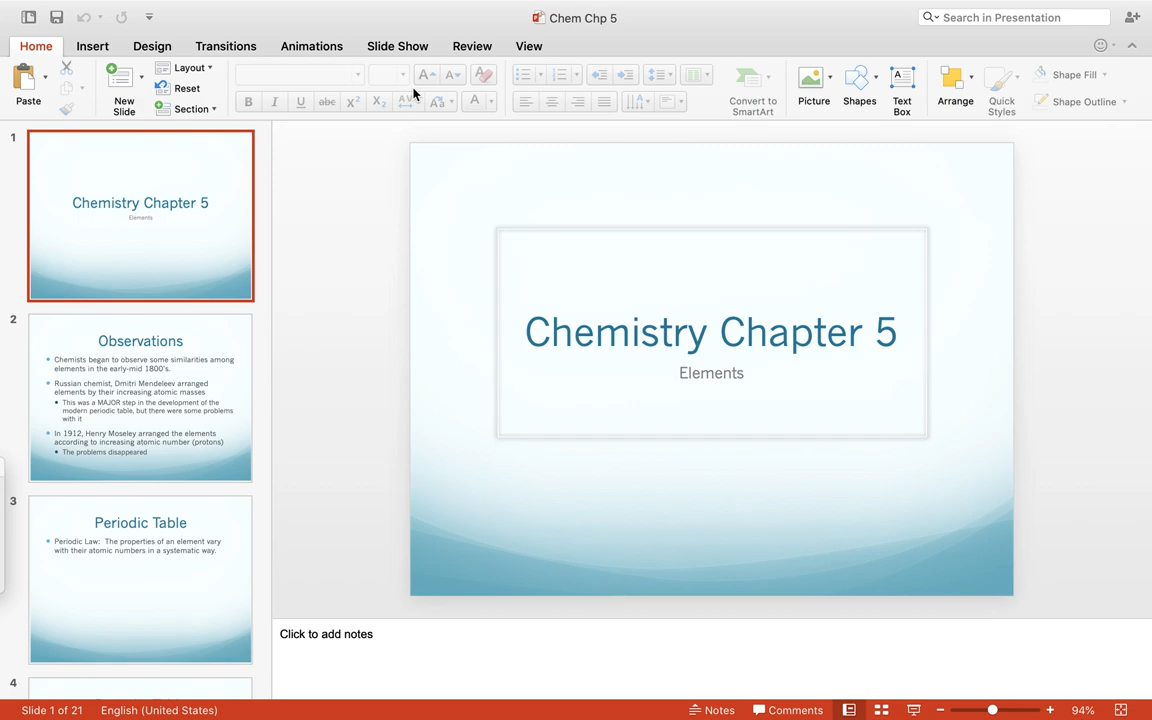 Chem Chp 5
Search in Presentation
Home Insert Design Transitions Animations Slide Show Review View
Paste
New Slide
Layout
Reset
Section
B I U abc X² X₂ AV Aa A
Convert to SmartArt
Picture
Shapes
Text Box
Arrange
Quick Styles
Shape Fill
Shape Outline
1
Chemistry Chapter 5
Elements
2
Observations
Chemists began to observe some similarities among
elements in the early-mid 1800's.
Russian chemist, Dmitri Mendeleev arranged
elements by their increasing atomic masses
This was a MAJOR step in the development of the
modern periodic table, but there were some problems
with it
In 1912, Henry Moseley arranged the elements
according to increasing atomic number (protons)
The problems disappeared
3
Periodic Table
Periodic Law: The properties of an element vary
with their atomic numbers in a systematic way.
4
Chemistry Chapter 5
Elements
Click to add notes
Slide 1 of 21 English (United States) Notes Comments 94%